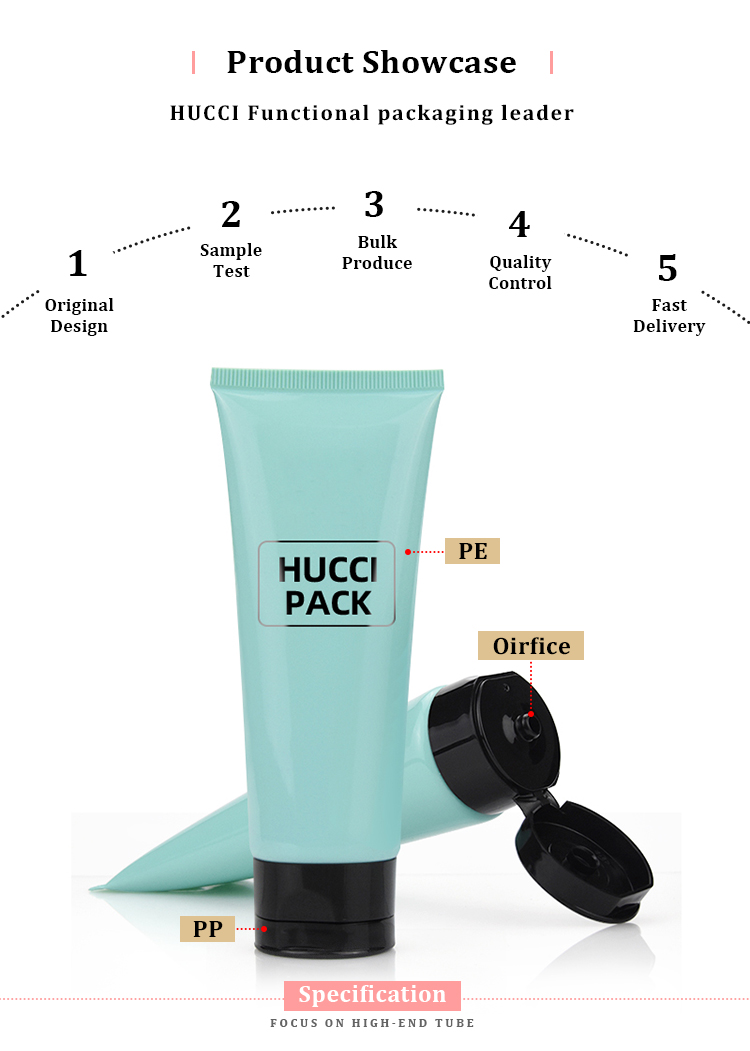 Product Showcase
HUCCI Functional packaging leader
1
Original
Design
2
Sample
Test
3
Bulk
Produce
4
Quality
Control
5
Fast
Delivery
HUCCI
PACK
PE
Oirfice
PP
Specification
FOCUS ON HIGH-END TUBE